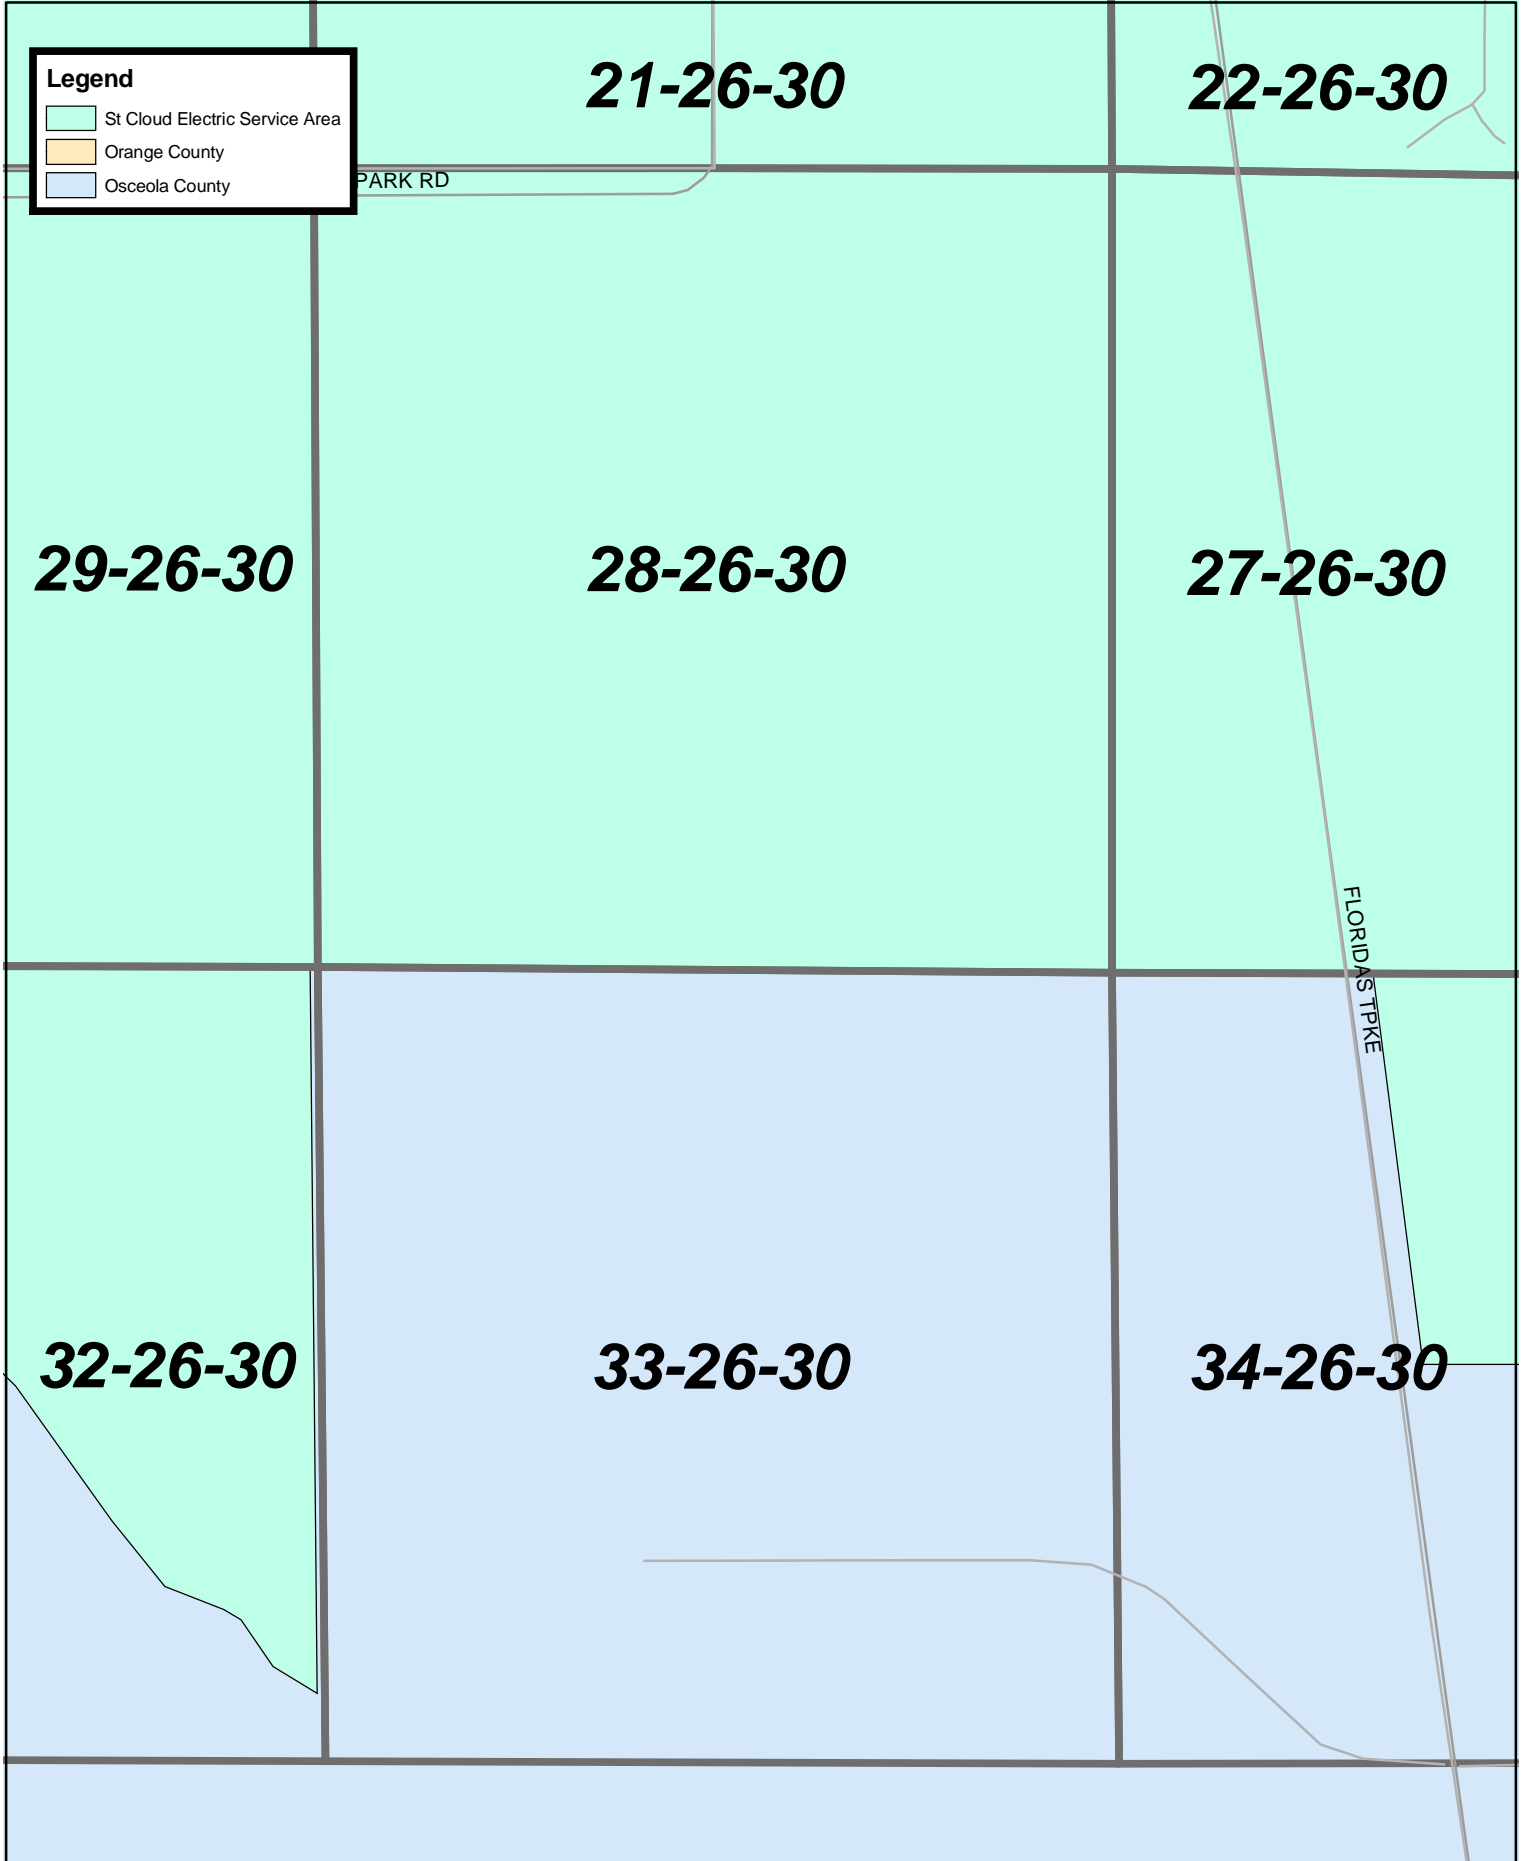 Legend
St Cloud Electric Service Area
Orange County
Osceola County
21-26-30
22-26-30
PARK RD
29-26-30
28-26-30
27-26-30
FLORIDAS TPKE
32-26-30
33-26-30
34-26-30